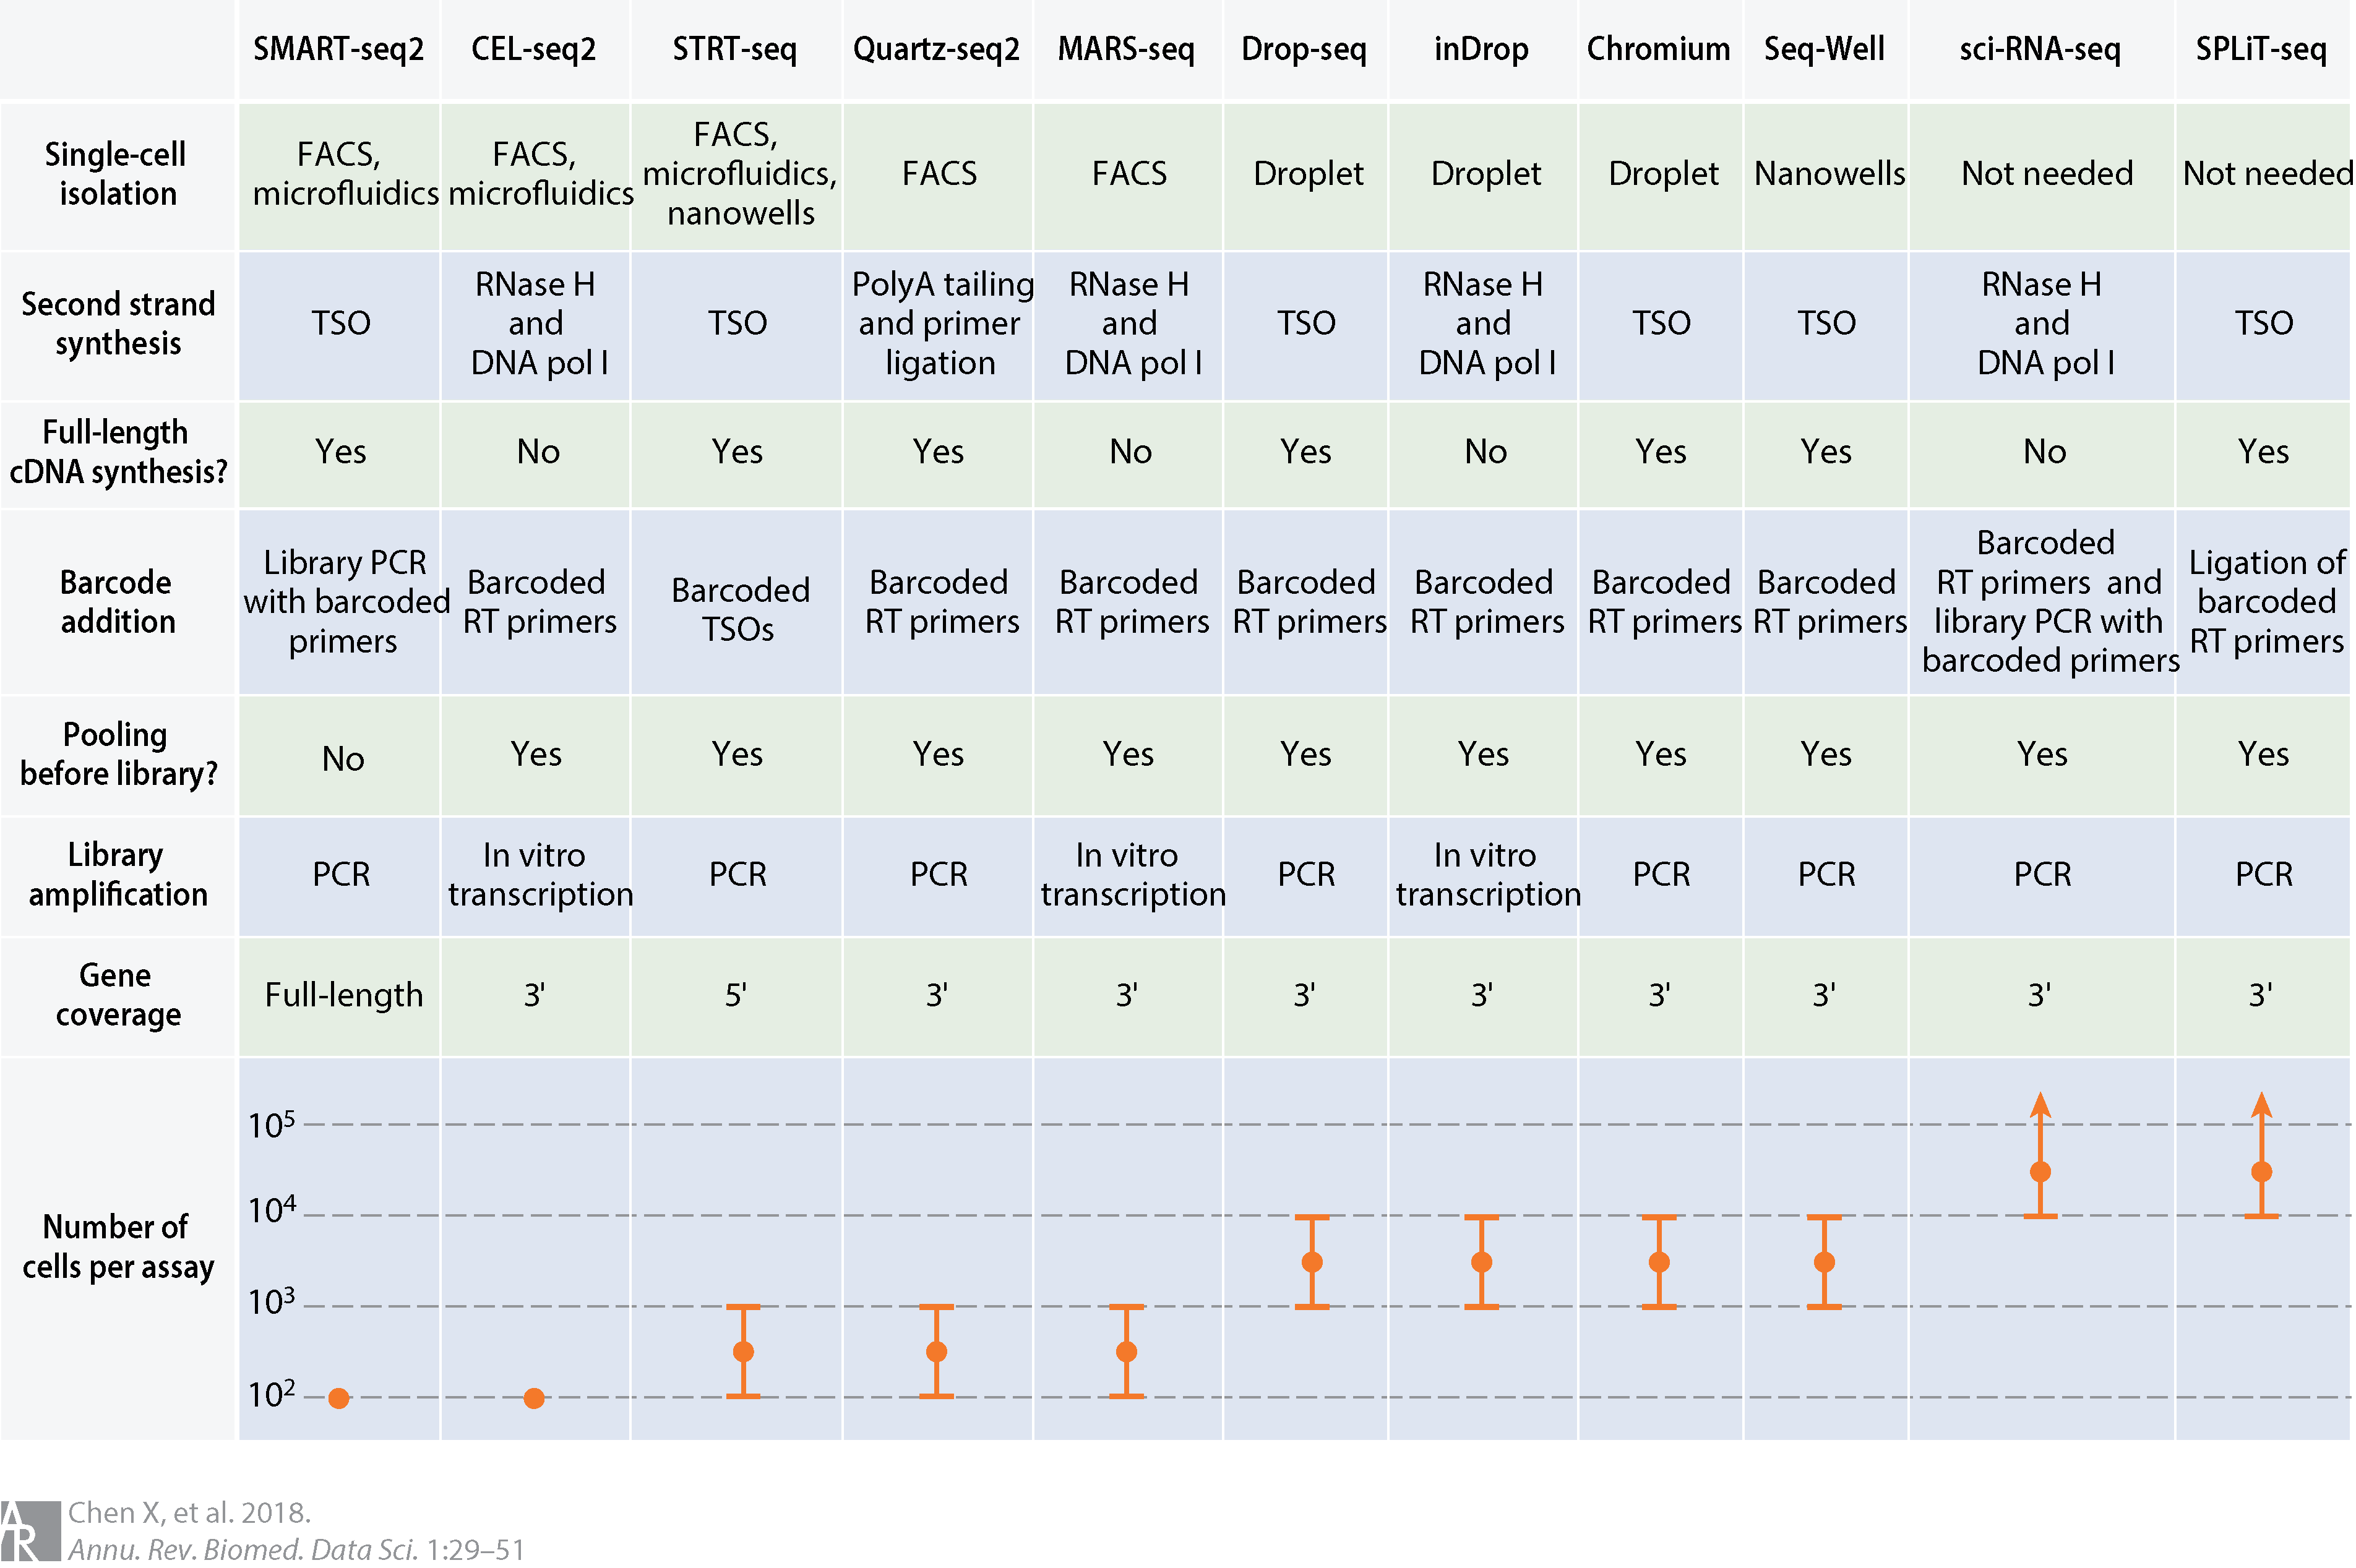 SMART-seq2 CEL-seq2 STRT-seq Quartz-seq2 MARS-seq Drop-seq inDrop Chromium Seq-Well sci-RNA-seq SPLiT-seq
Single-cell
isolation
FACS,
microfluidics
FACS,
microfluidics
FACS,
microfluidics,
nanowells
FACS
FACS
Droplet
Droplet
Droplet
Nanowells
Not needed
Not needed
Second strand
synthesis
TSO
RNase H
and
DNA pol I
TSO
PolyA tailing
and primer
ligation
RNase H
and
DNA pol I
TSO
RNase H
and
DNA pol I
TSO
TSO
RNase H
and
DNA pol I
TSO
Full-length
cDNA synthesis?
Yes
No
Yes
Yes
No
Yes
No
Yes
Yes
No
Yes
Barcode
addition
Library PCR
with barcoded
primers
Barcoded
RT primers
Barcoded
TSOs
Barcoded
RT primers
Barcoded
RT primers
Barcoded
RT primers
Barcoded
RT primers
Barcoded
RT primers
Barcoded
RT primers
Barcoded
RT primers and
library PCR with
barcoded primers
Ligation of
barcoded
RT primers
Pooling
before library?
No
Yes
Yes
Yes
Yes
Yes
Yes
Yes
Yes
Yes
Yes
Library
amplification
PCR
In vitro
transcription
PCR
PCR
In vitro
transcription
PCR
In vitro
transcription
PCR
PCR
PCR
PCR
Gene
coverage
Full-length
3'
5'
3'
3'
3'
3'
3'
3'
3'
3'
Number of
cells per assay
10⁵
10⁴
10³
10²
AR
Chen X, et al. 2018.
Annu. Rev. Biomed. Data Sci. 1:29–51